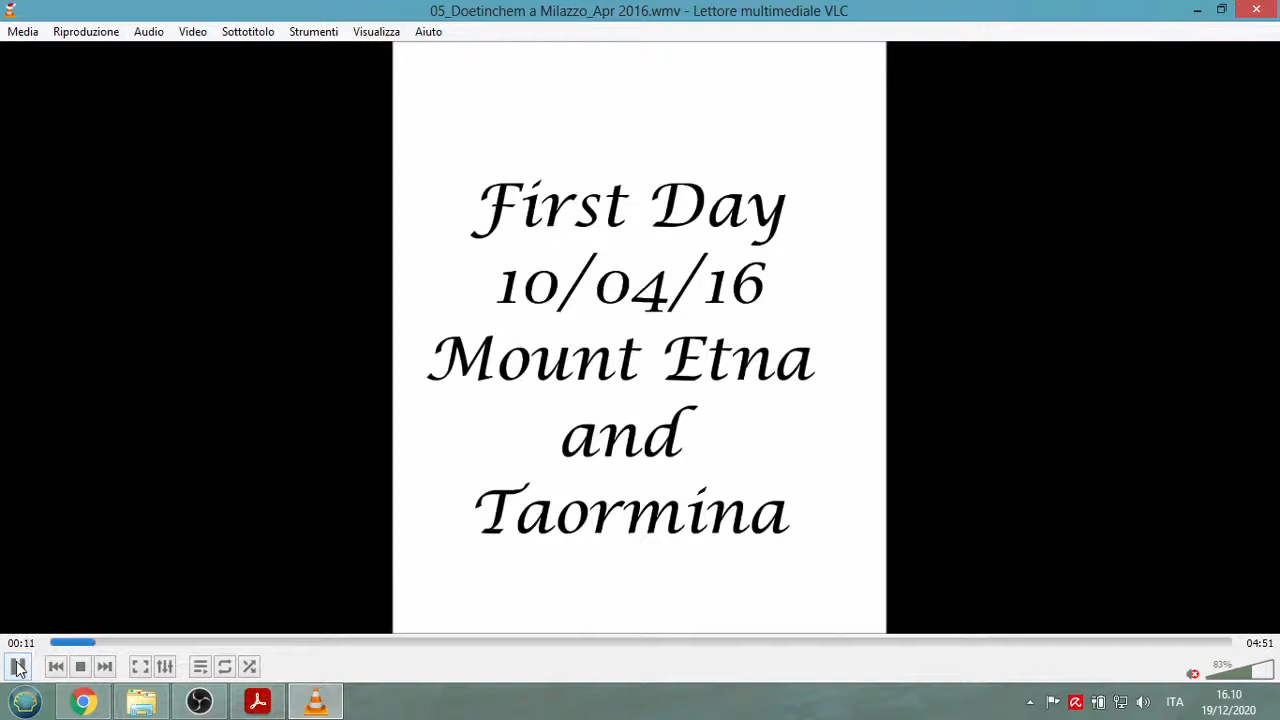 05_Doetinchem a Milazzo_Apr 2016.wmv - Lettore multimediale VLC
Media Riproduzione Audio Video Sottotitolo Strumenti Visualizza Aiuto
First Day
10/04/16
Mount Etna
and
Taormina
00:11 04:51
83%
ITA
16.10
19/12/2020